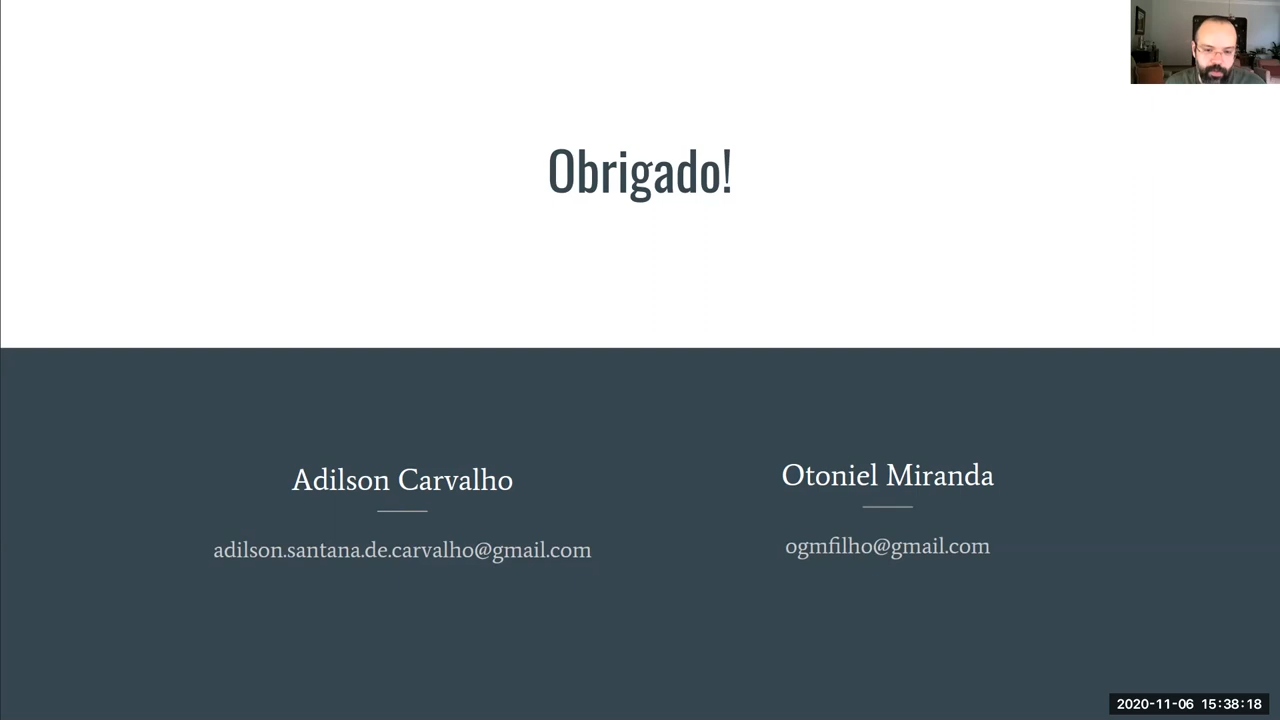 Obrigado!
Adilson Carvalho
adilson.santana.de.carvalho@gmail.com
Otoniel Miranda
ogmfilho@gmail.com
2020-11-06 15:38:18